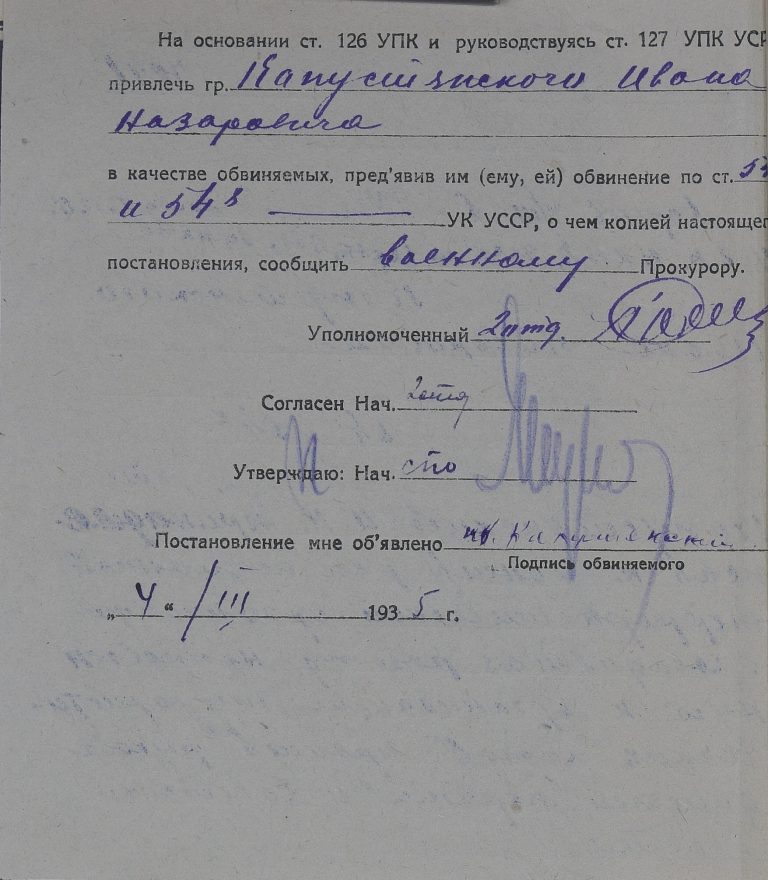 На основании ст. 126 УПК и руководствуясь ст. 127 УПК УСР
привлечь гр. Капустянского Ивана
Назаровича
в качестве обвиняемых, пред'явив им (ему, ей) обвинение по ст. 54
и 54⁸ УК УССР, о чем копией настоящег
постановления, сообщить военному Прокурору.
Уполномоченный 2 отд.
Согласен Нач. 2 отд
Утверждаю: Нач. СПО
Постановление мне об'явлено
Подпись обвиняемого
„4“ / III 1935 г.